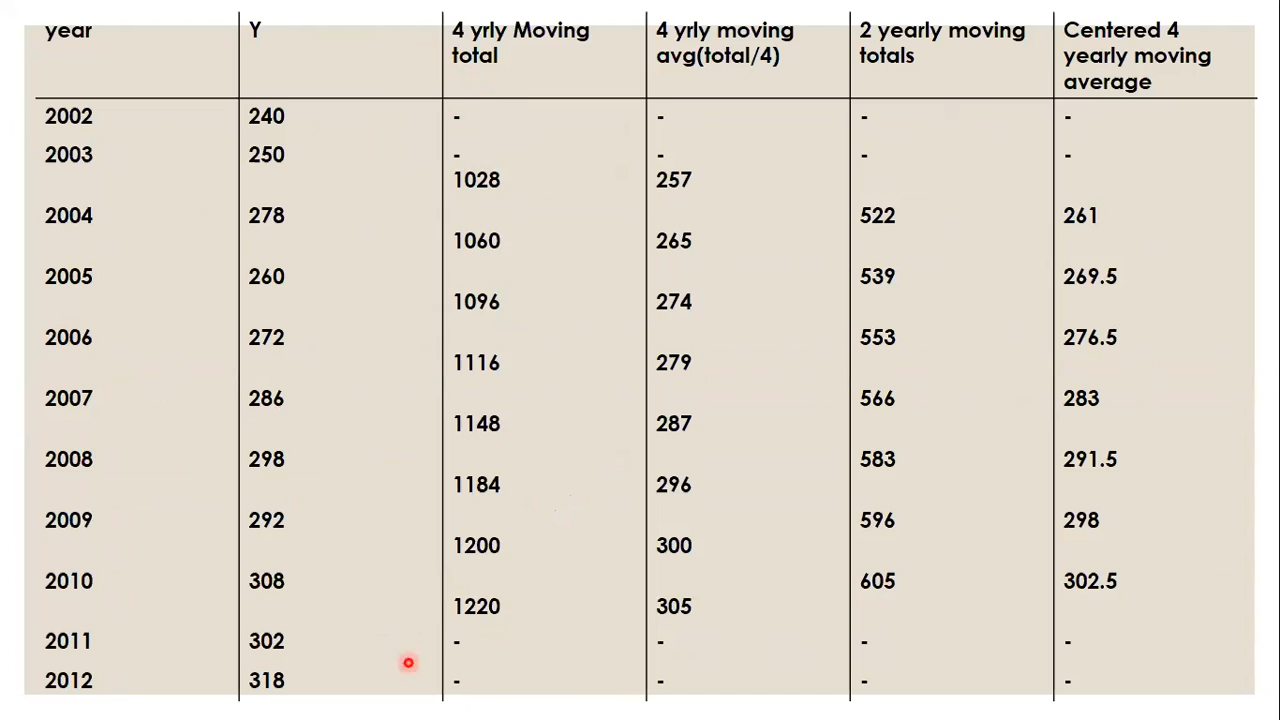 year Y 4 yrly Moving 4 yrly moving 2 yearly moving Centered 4
total avg(total/4) totals yearly moving
average
2002 240 - - - -
2003 250 - - - -
1028 257
2004 278 522 261
1060 265
2005 260 539 269.5
1096 274
2006 272 553 276.5
1116 279
2007 286 566 283
1148 287
2008 298 583 291.5
1184 296
2009 292 596 298
1200 300
2010 308 605 302.5
1220 305
2011 302 - - - -
2012 318 - - - -